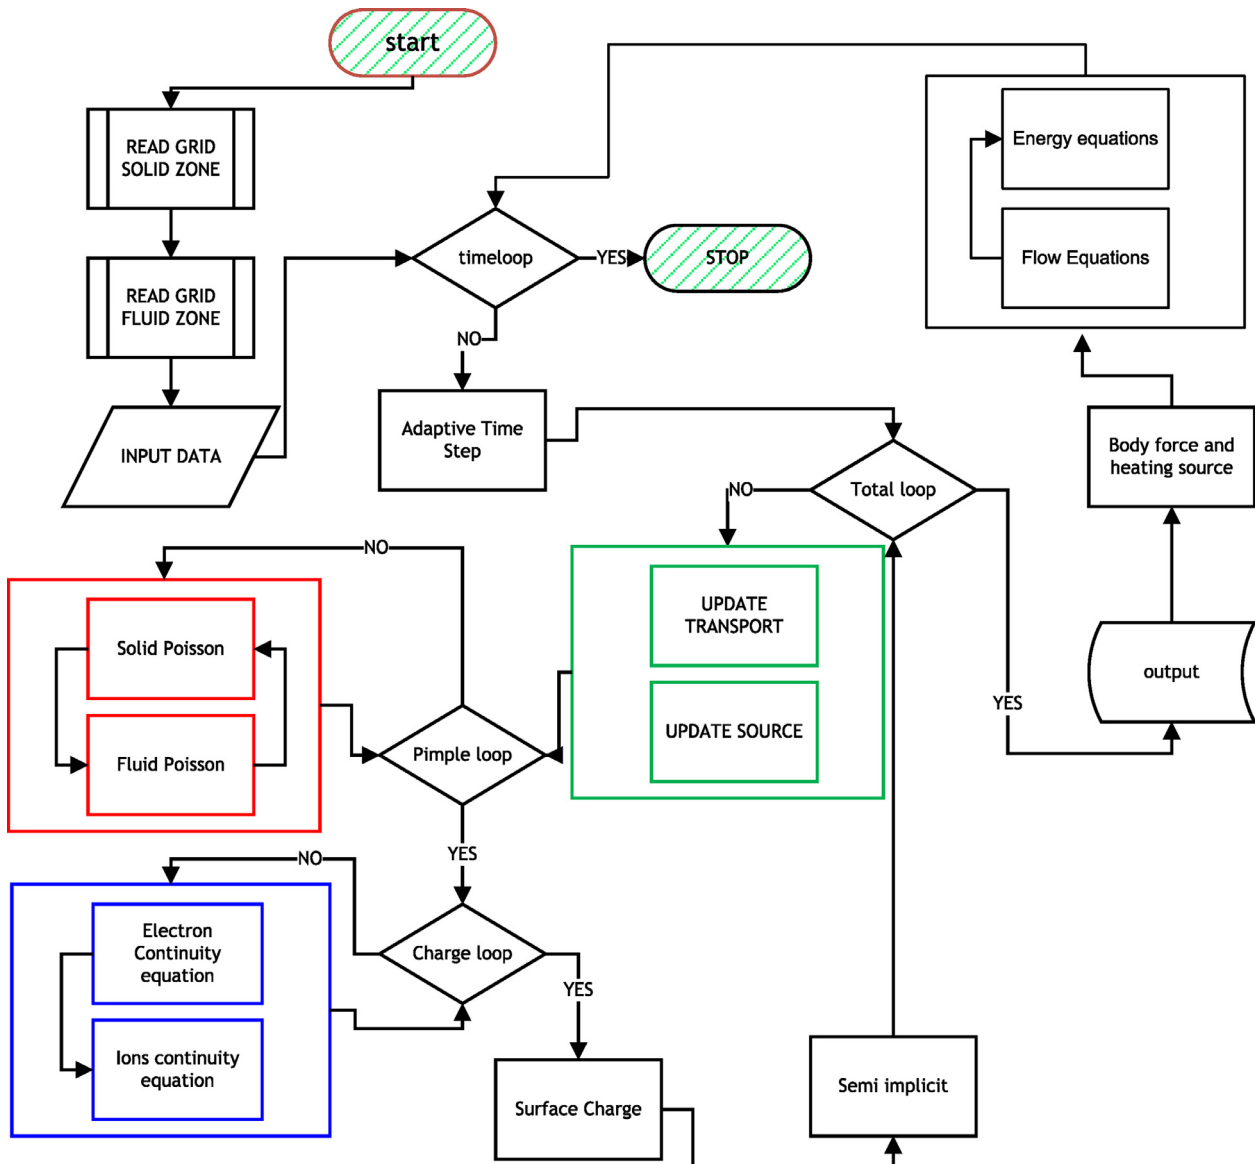 start
READ GRID
SOLID ZONE
Energy equations
timeloop
YES
STOP
Flow Equations
READ GRID
FLUID ZONE
NO
INPUT DATA
Adaptive Time
Step
Body force and
heating source
NO
Total loop
NO
UPDATE
TRANSPORT
Solid Poisson
output
YES
UPDATE SOURCE
Pimple loop
Fluid Poisson
YES
NO
Electron
Continuity
equation
Charge loop
YES
Ions continuity
equation
Semi implicit
Surface Charge